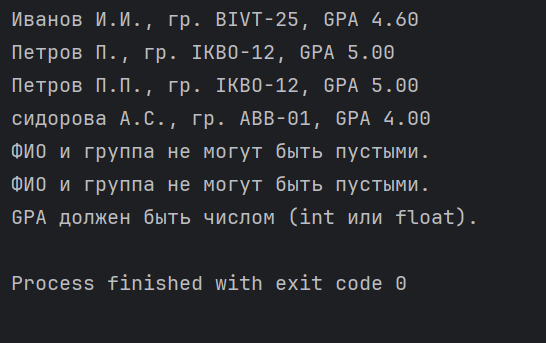 Иванов И.И., гр. BIVT-25, GPA 4.60
Петров П., гр. IKBO-12, GPA 5.00
Петров П.П., гр. IKBO-12, GPA 5.00
сидорова А.С., гр. ABB-01, GPA 4.00
ФИО и группа не могут быть пустыми.
ФИО и группа не могут быть пустыми.
GPA должен быть числом (int или float).
Process finished with exit code 0